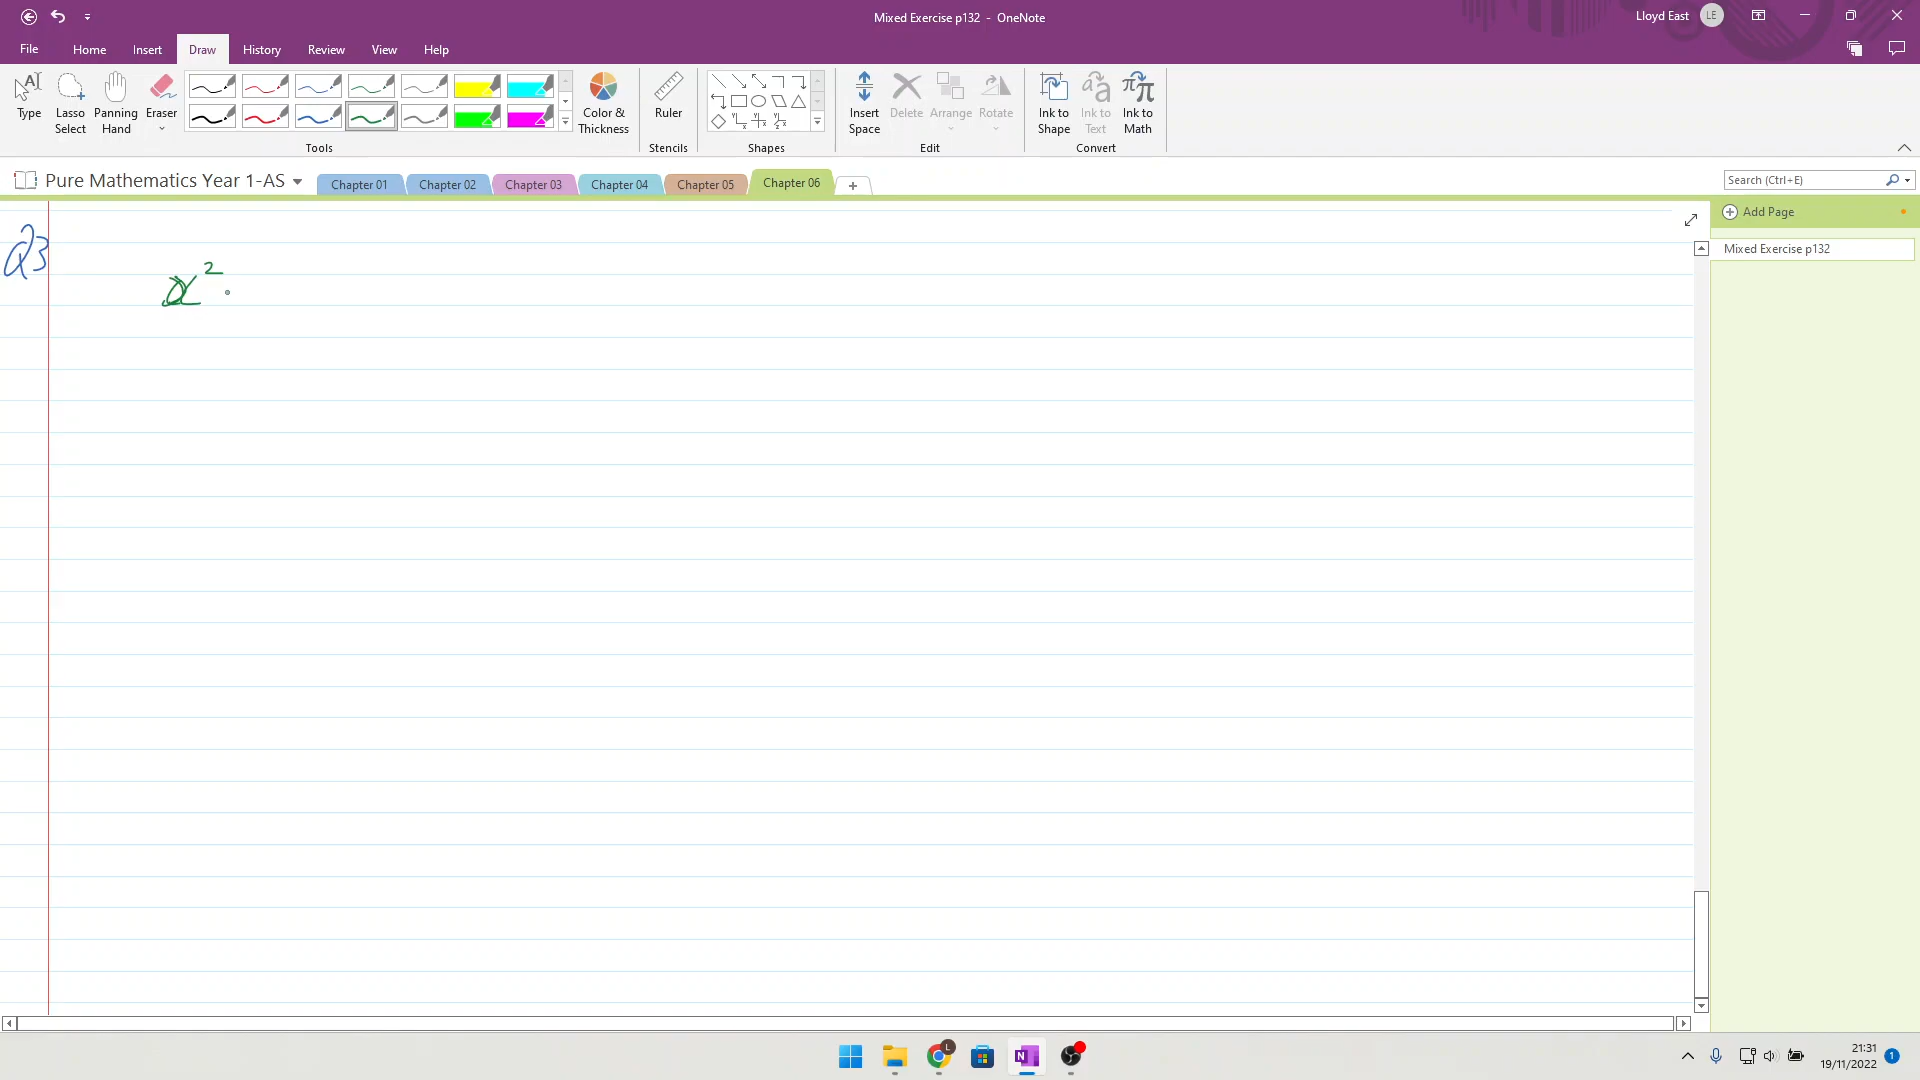 Mixed Exercise p132 - OneNote
Lloyd East LE
File Home Insert Draw History Review View Help
Type
Lasso Select
Panning Hand
Eraser
Color & Thickness
Ruler
Insert Space
Delete
Arrange
Rotate
Ink to Shape
Ink to Text
Ink to Math
Tools Stencils Shapes Edit Convert
Pure Mathematics Year 1-AS Chapter 01 Chapter 02 Chapter 03 Chapter 04 Chapter 05 Chapter 06 +
Search (Ctrl+E)
Add Page
Mixed Exercise p132
Q3
x²
21:31
19/11/2022
1